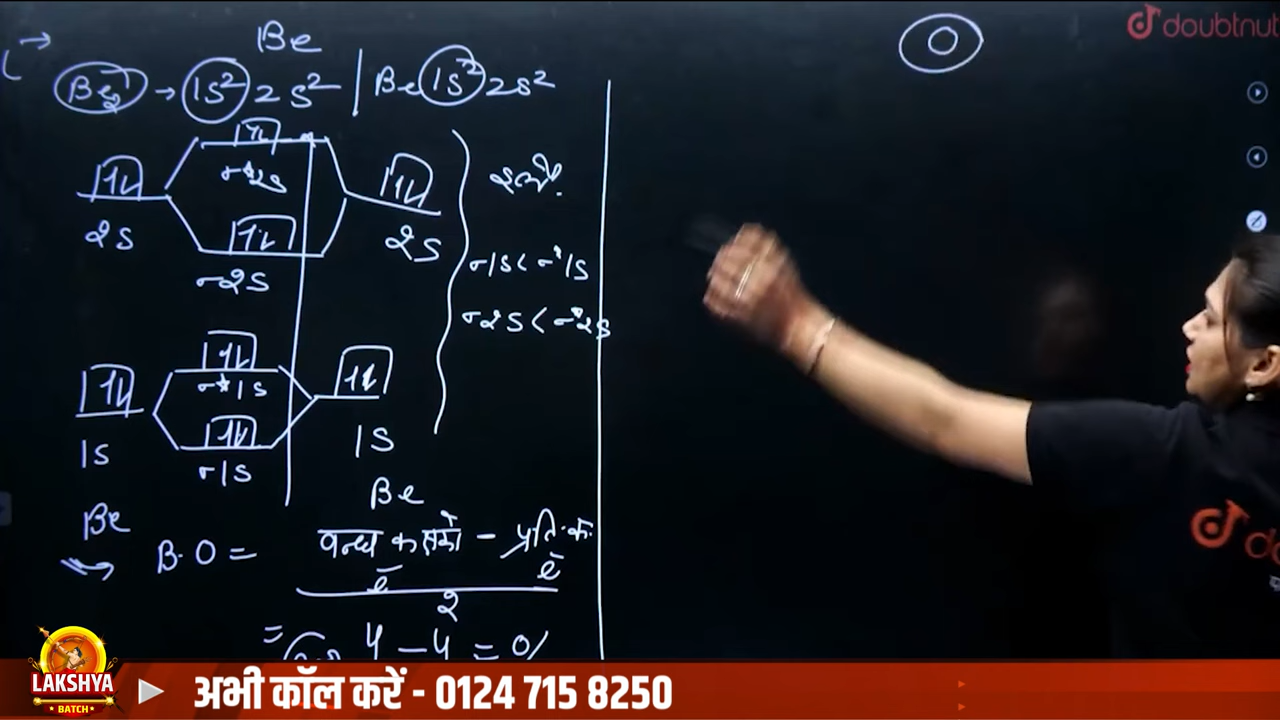 doubtnut
Be
Be₂ → 1s² 2s² | Be 1s² 2s²
O
σ*2s
2s
2s
σ2s
σ1s < σ*1s
σ2s < σ*2s
σ*1s
1s
1s
σ1s
Be
Be
B.O =
बन्ध कक्षकों - प्रति.क.
e⁻ e⁻
2
= 4 - 4 = 0
LAKSHYA
BATCH
अभी कॉल करें - 0124 715 8250